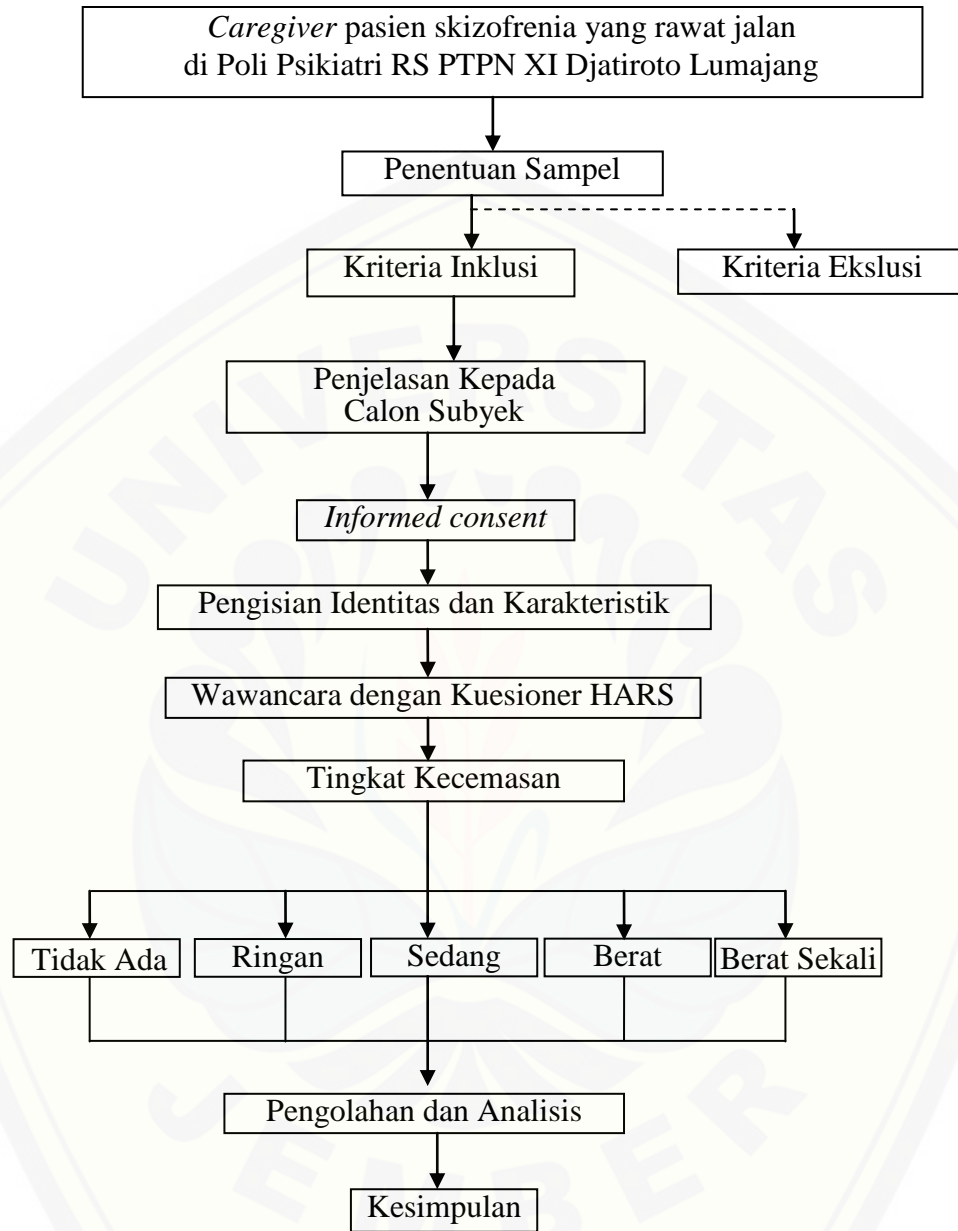 Caregiver pasien skizofrenia yang rawat jalan
di Poli Psikiatri RS PTPN XI Djatiroto Lumajang
Penentuan Sampel
Kriteria Inklusi
Kriteria Ekslusi
Penjelasan Kepada
Calon Subyek
Informed consent
Pengisian Identitas dan Karakteristik
Wawancara dengan Kuesioner HARS
Tingkat Kecemasan
Tidak Ada
Ringan
Sedang
Berat
Berat Sekali
Pengolahan dan Analisis
Kesimpulan
UNIVERSITAS
JEMBER